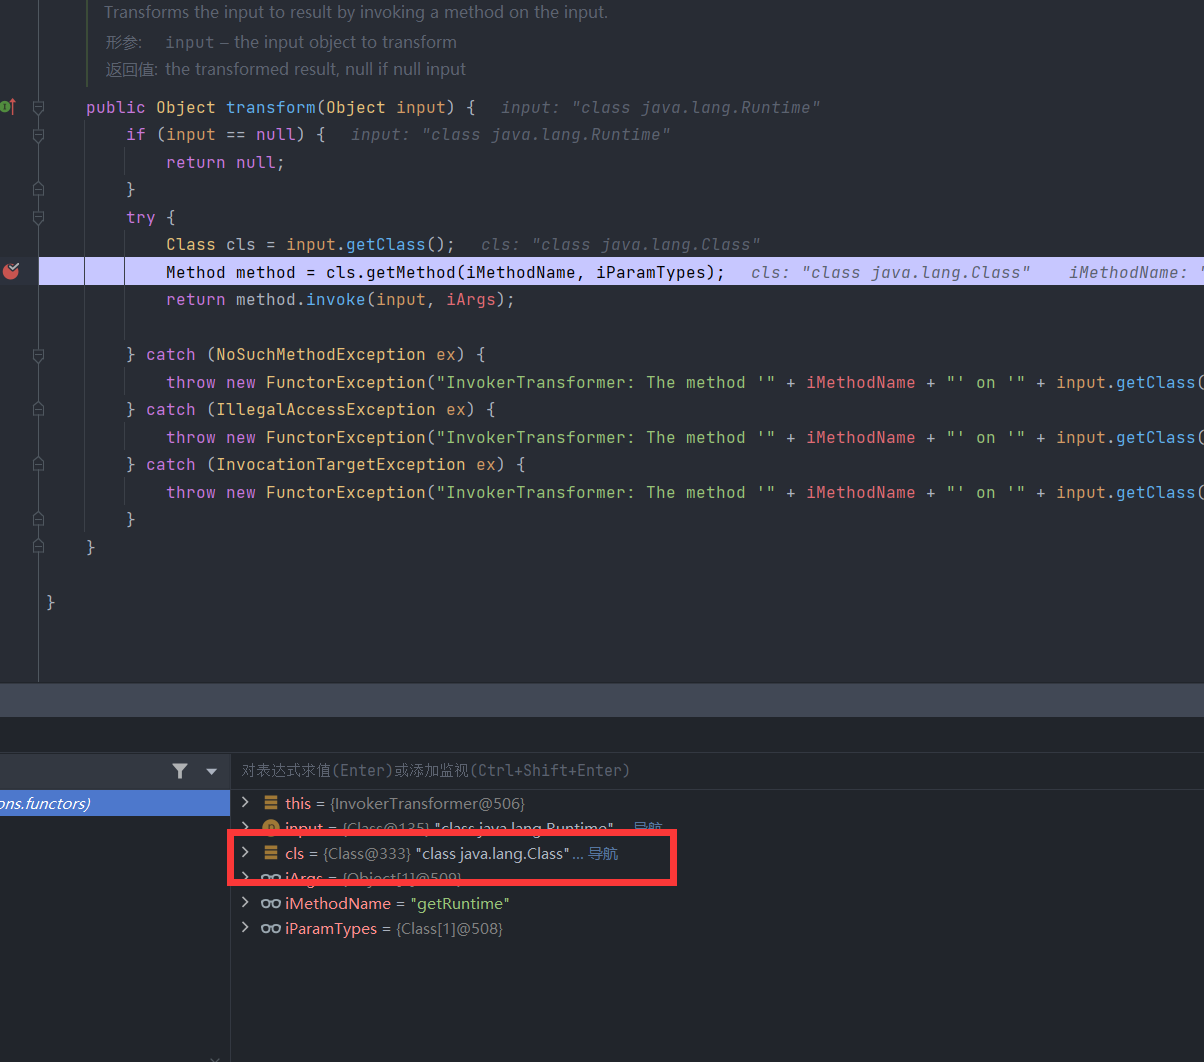 Transforms the input to result by invoking a method on the input.
形参: input – the input object to transform
返回值: the transformed result, null if null input
public Object transform(Object input) { input: "class java.lang.Runtime"
if (input == null) { input: "class java.lang.Runtime"
return null;
}
try {
Class cls = input.getClass(); cls: "class java.lang.Class"
Method method = cls.getMethod(iMethodName, iParamTypes); cls: "class java.lang.Class" iMethodName: "
return method.invoke(input, iArgs);
} catch (NoSuchMethodException ex) {
throw new FunctorException("InvokerTransformer: The method '" + iMethodName + "' on '" + input.getClass(
} catch (IllegalAccessException ex) {
throw new FunctorException("InvokerTransformer: The method '" + iMethodName + "' on '" + input.getClass(
} catch (InvocationTargetException ex) {
throw new FunctorException("InvokerTransformer: The method '" + iMethodName + "' on '" + input.getClass(
}
}
}
对表达式求值(Enter)或添加监视(Ctrl+Shift+Enter)
ons.functors)
this = {InvokerTransformer@506}
input = {Class@135} "class java.lang.Runtime" ... 导航
cls = {Class@333} "class java.lang.Class" ... 导航
iArgs = {Object[1]@509}
iMethodName = "getRuntime"
iParamTypes = {Class[1]@508}